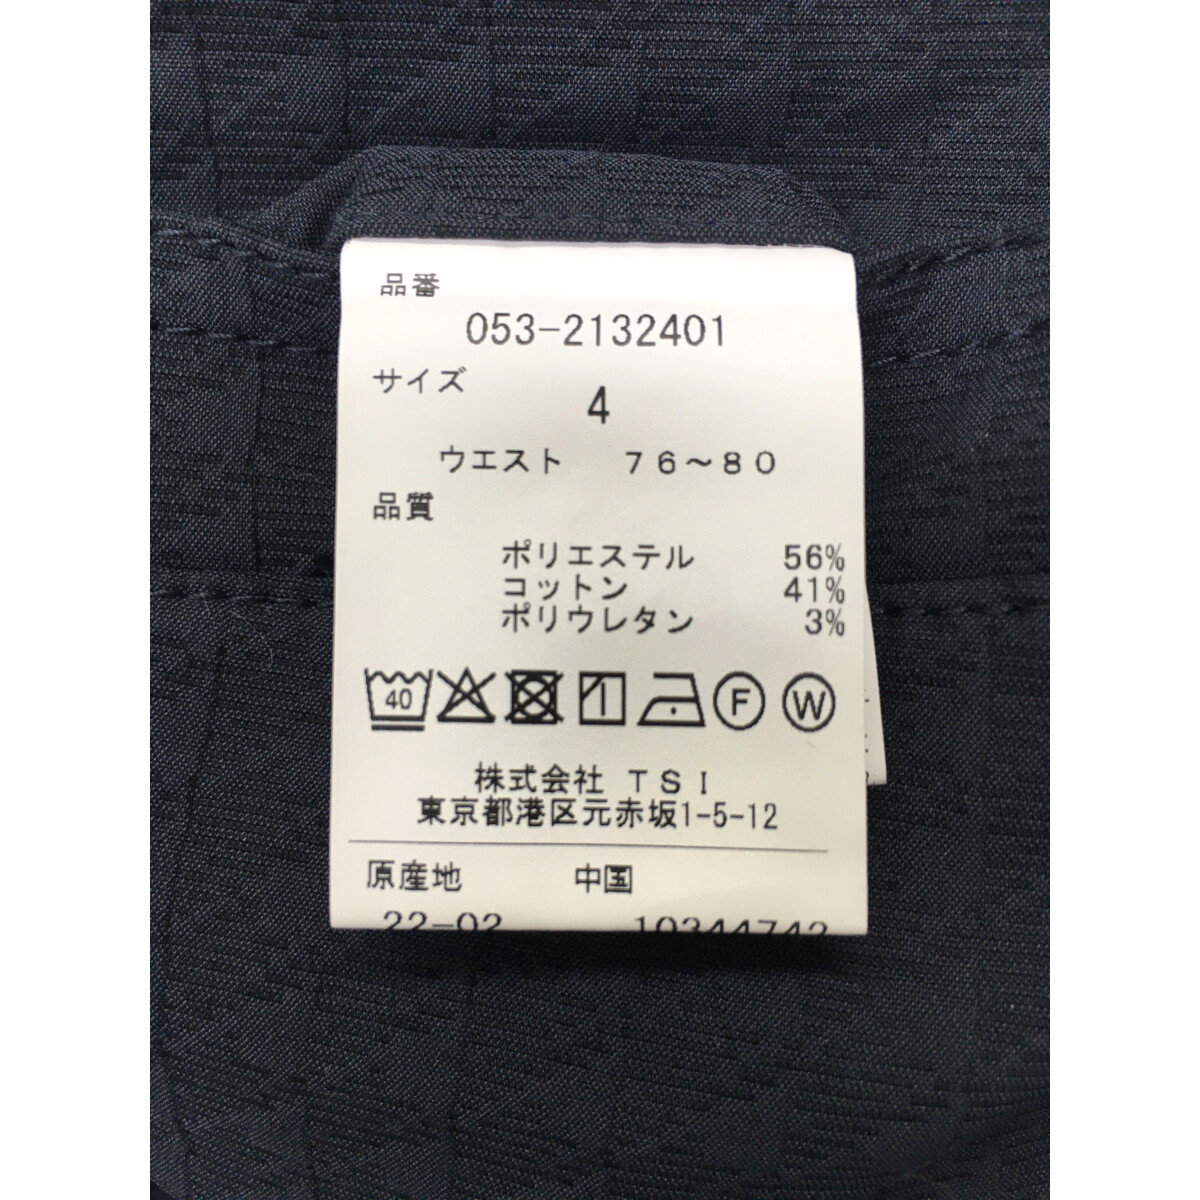 品番
053-2132401
サイズ
4
ウエスト 76〜80
品質
ポリエステル 56%
コットン 41%
ポリウレタン 3%
40 F W
株式会社 TSI
東京都港区元赤坂1-5-12
原産地 中国
22-02 10344742